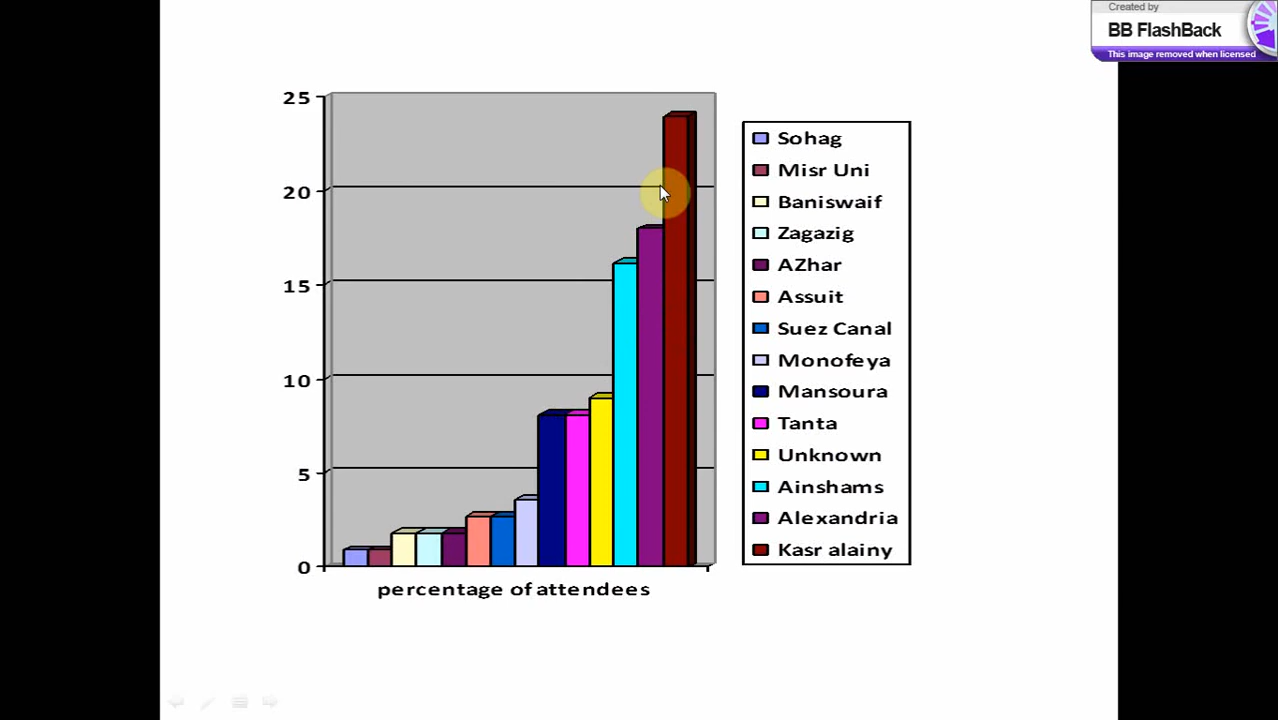 Created by
BB FlashBack
This image removed when licensed
25
20
15
10
5
0
percentage of attendees
Sohag
Misr Uni
Baniswaif
Zagazig
AZhar
Assuit
Suez Canal
Monofeya
Mansoura
Tanta
Unknown
Ainshams
Alexandria
Kasr alainy